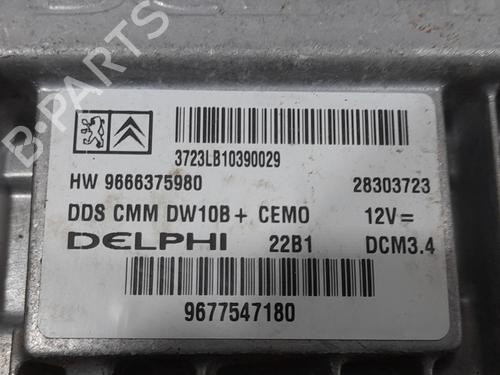 3723LB10390029
HW 9666375980 28303723
DDS CMM DW10B+ CEMO 12V=
DELPHI 22B1 DCM3.4
9677547180
B-PARTS